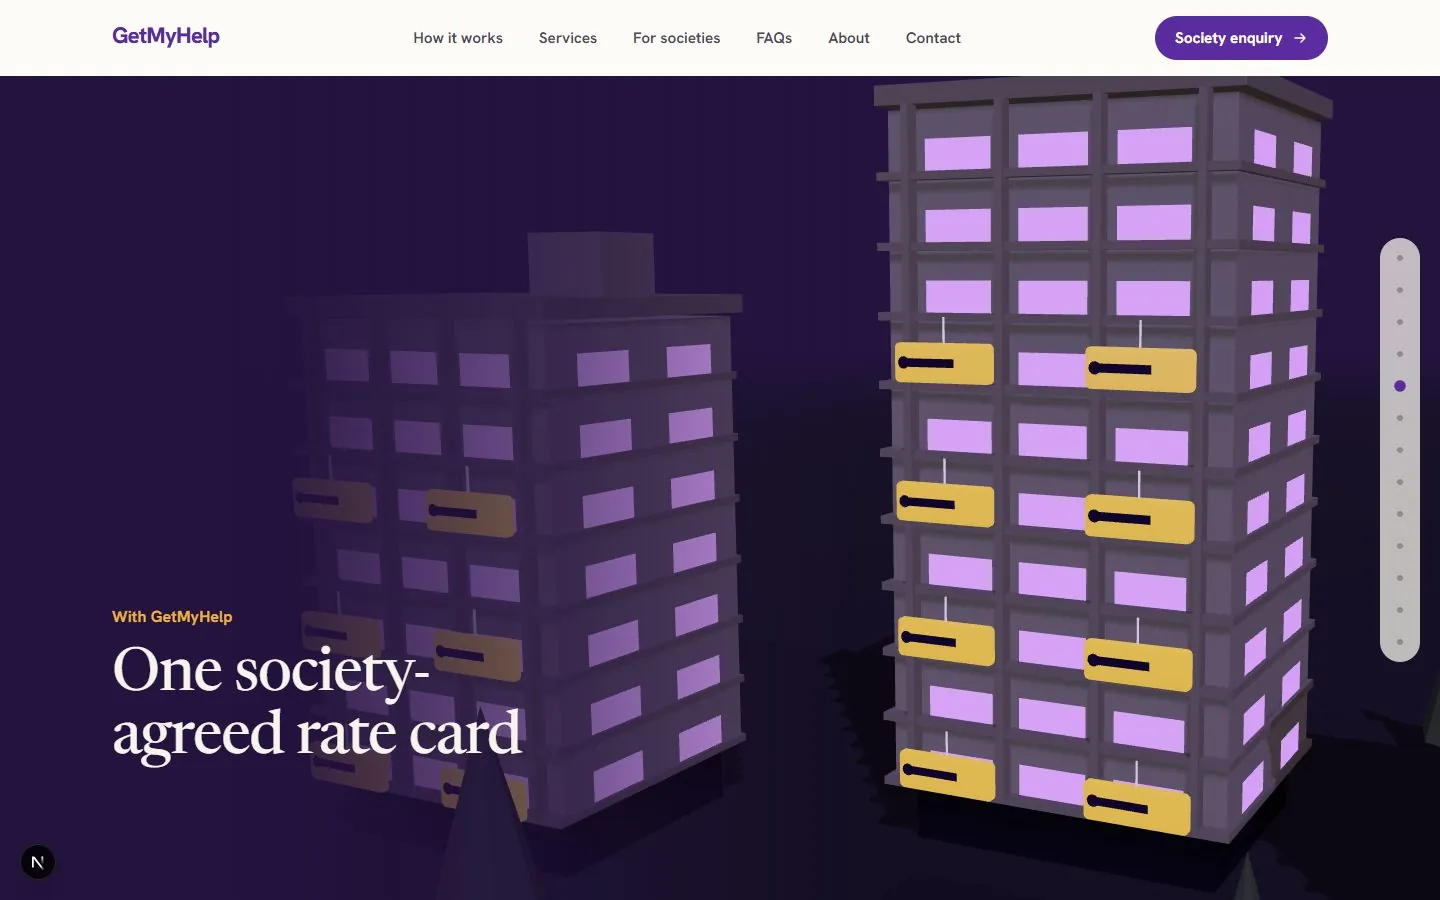 GetMyHelp
How it works
Services
For societies
FAQs
About
Contact
Society enquiry →
With GetMyHelp
One society-
agreed rate card
N